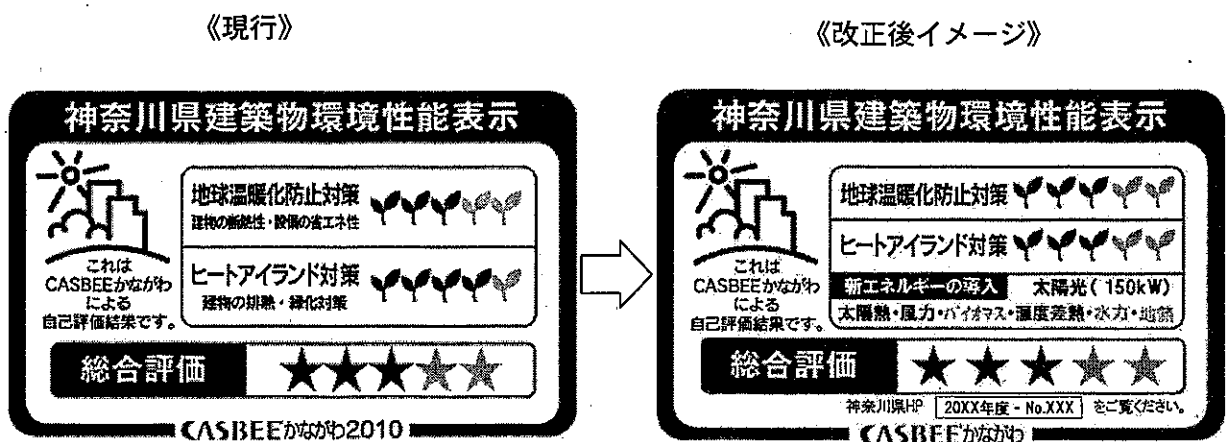 《現行》
神奈川県建築物環境性能表示
地球温暖化防止対策
建物の断熱性・設備の省エネ性
ヒートアイランド対策
建物の排熱・緑化対策
これは
CASBEEかながわ
による
自己評価結果です。
総合評価
CASBEEかながわ2010
《改正後イメージ》
神奈川県建築物環境性能表示
地球温暖化防止対策
ヒートアイランド対策
新エネルギーの導入 太陽光(150kW)
太陽熱・風力・バイオマス・温度差熱・水力・地熱
これは
CASBEEかながわ
による
自己評価結果です。
総合評価
神奈川県HP 20XX年度 - No.XXX をご覧ください。
CASBEEかながわ